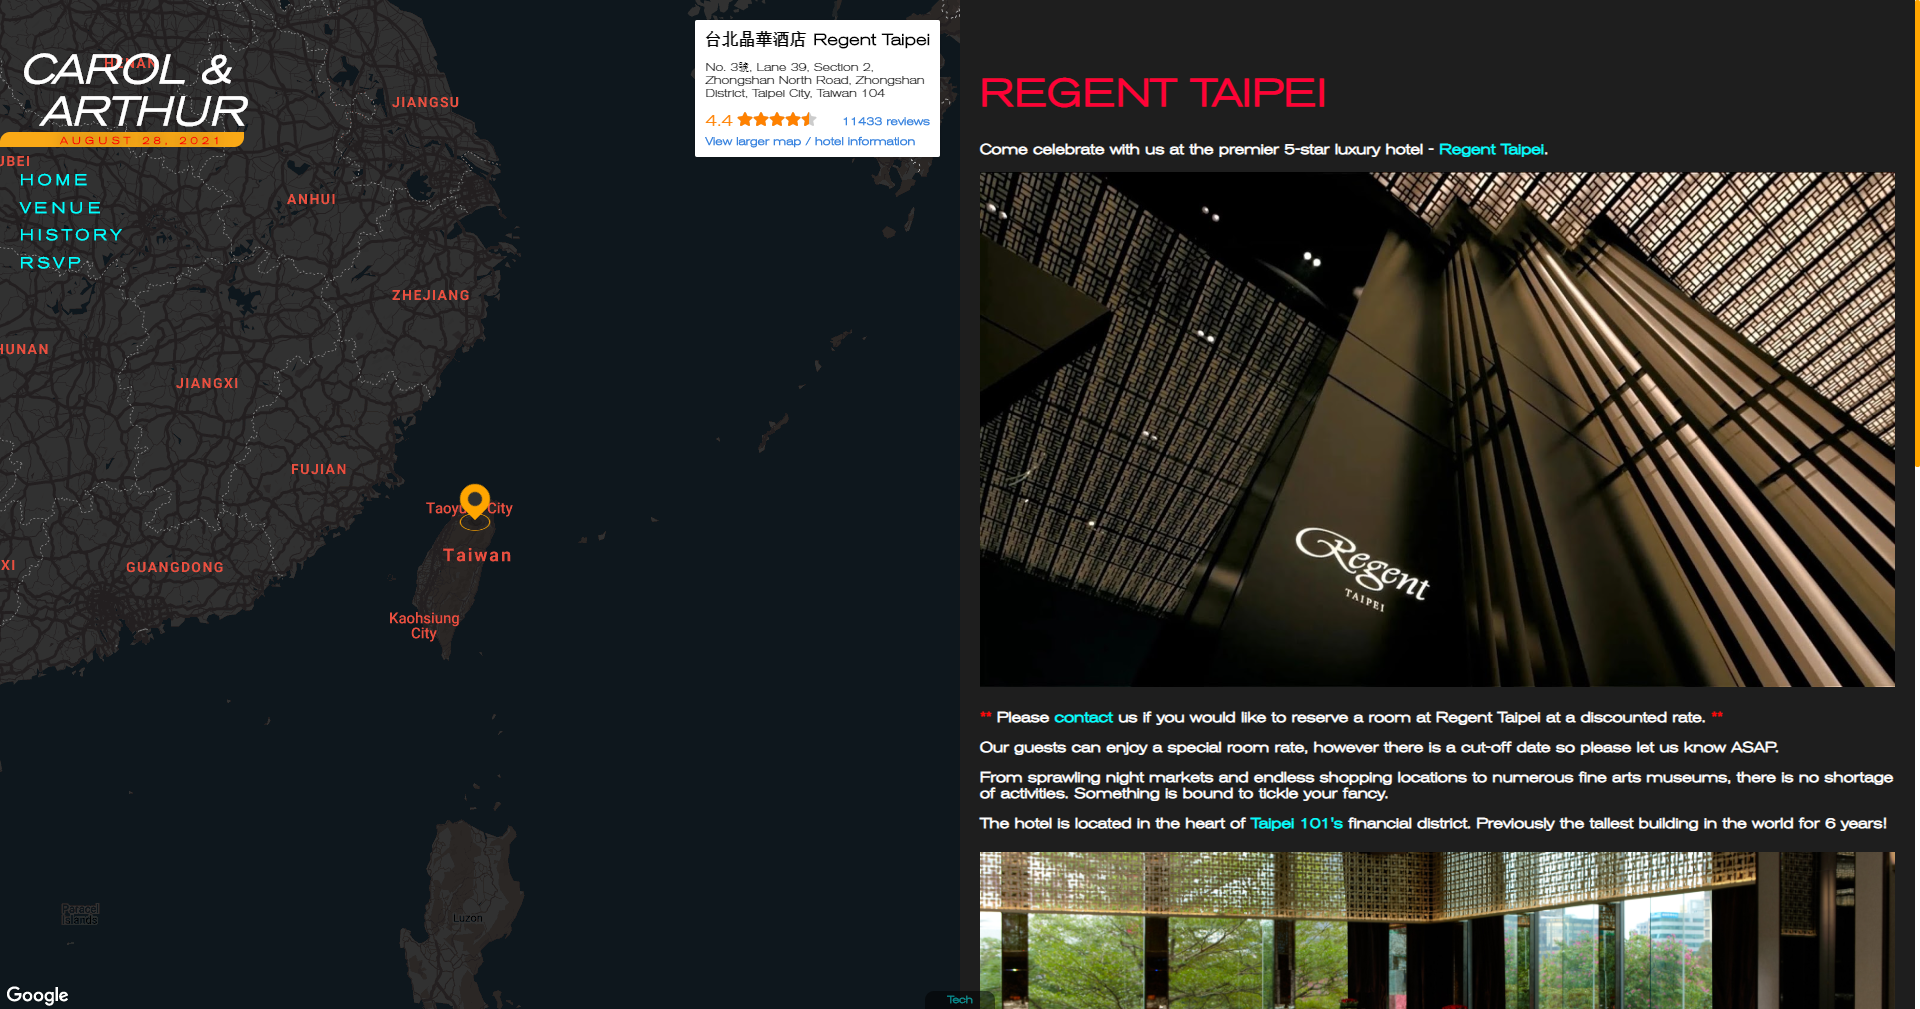 CAROL &
ARTHUR
AUGUST 28, 2021
HOME
VENUE
HISTORY
RSVP
HENAN
JIANGSU
UBEI
ANHUI
ZHEJIANG
HUNAN
JIANGXI
FUJIAN
City
Taiwan
XI
GUANGDONG
Kaohsiung
City
Paracel
Islands
Luzon
Google
台北晶華酒店 Regent Taipei
No. 3號, Lane 39, Section 2,
Zhongshan North Road, Zhongshan
District, Taipei City, Taiwan 104
4.4 11433 reviews
View larger map / hotel information
Tech
REGENT TAIPEI
Come celebrate with us at the premier 5-star luxury hotel - Regent Taipei.
Regent
TAIPEI
** Please contact us if you would like to reserve a room at Regent Taipei at a discounted rate. **
Our guests can enjoy a special room rate, however there is a cut-off date so please let us know ASAP.
From sprawling night markets and endless shopping locations to numerous fine arts museums, there is no shortage
of activities. Something is bound to tickle your fancy.
The hotel is located in the heart of Taipei 101's financial district. Previously the tallest building in the world for 6 years!